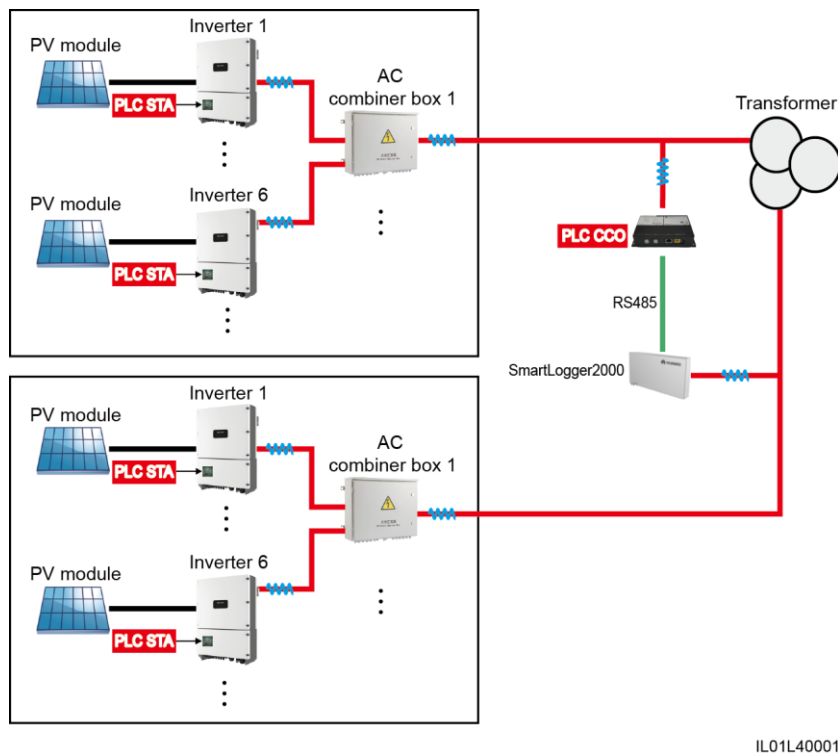 Inverter 1
PV module
PLC STA
AC
combiner box 1
Inverter 6
PV module
PLC STA
Transformer
PLC CCO
RS485
SmartLogger2000
Inverter 1
PV module
PLC STA
AC
combiner box 1
Inverter 6
PV module
PLC STA
IL01L40001